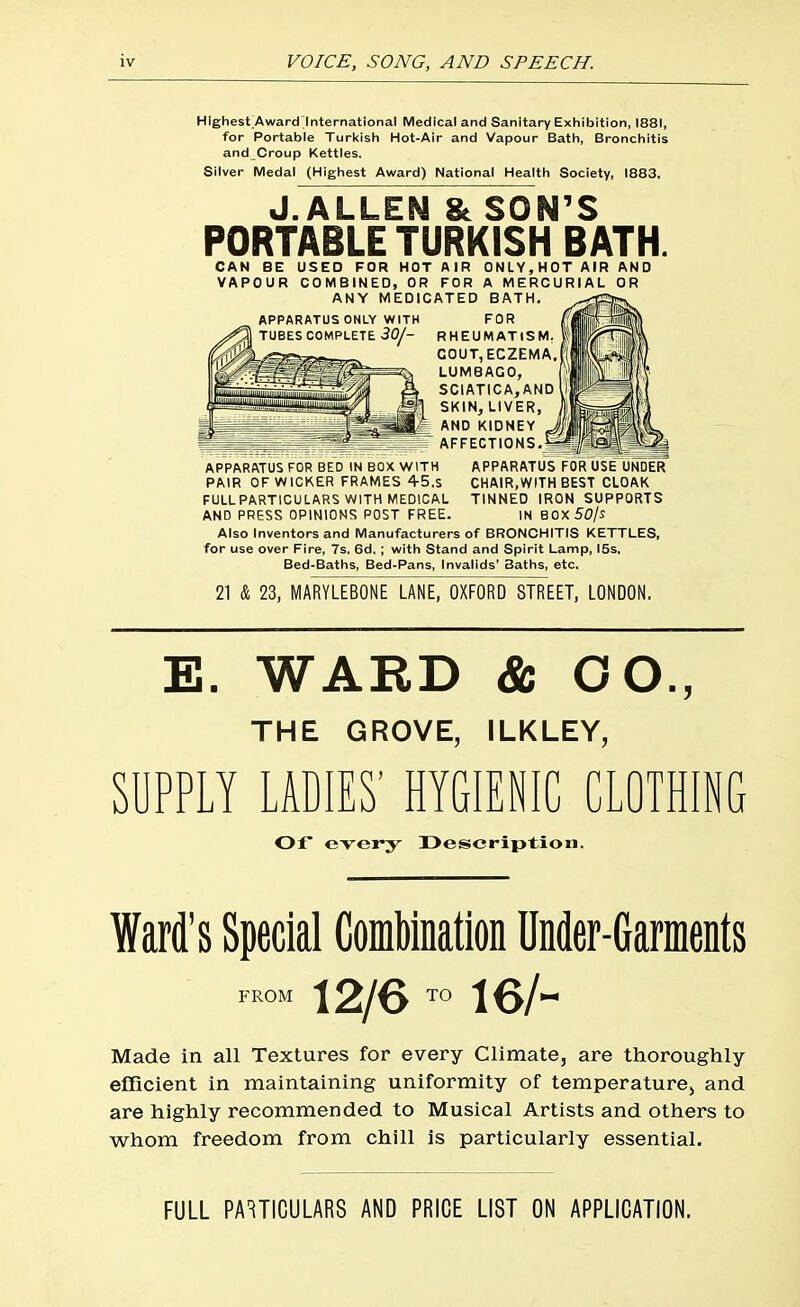 iv VOICE, SONG, AND SPEECH.
Highest Award International Medical and Sanitary Exhibition, 1881,
for Portable Turkish Hot-Air and Vapour Bath, Bronchitis
and Croup Kettles.
Silver Medal (Highest Award) National Health Society, 1883.
J. ALLEN & SON'S
PORTABLE TURKISH BATH.
CAN BE USED FOR HOT AIR ONLY, HOT AIR AND
VAPOUR COMBINED, OR FOR A MERCURIAL OR
ANY MEDICATED BATH.
APPARATUS ONLY WITH
TUBES COMPLETE 30/-
FOR
RHEUMATISM.
GOUT, ECZEMA,
LUMBAGO,
SCIATICA, AND
SKIN, LIVER,
AND KIDNEY
AFFECTIONS.
APPARATUS FOR BED IN BOX WITH
PAIR OF WICKER FRAMES 45.s
FULL PARTICULARS WITH MEDICAL
AND PRESS OPINIONS POST FREE.
APPARATUS FOR USE UNDER
CHAIR, WITH BEST CLOAK
TINNED IRON SUPPORTS
IN BOX 50/s
Also Inventors and Manufacturers of BRONCHITIS KETTLES,
for use over Fire, 7s. 6d. ; with Stand and Spirit Lamp, 15s.
Bed-Baths, Bed-Pans, Invalids' Baths, etc.
21 & 23, MARYLEBONE LANE, OXFORD STREET, LONDON.
E. WARD & CO.,
THE GROVE, ILKLEY,
SUPPLY LADIES' HYGIENIC CLOTHING
Of every Description.
Ward's Special Combination Under-Garments
FROM 12/6 TO 16/-
Made in all Textures for every Climate, are thoroughly
efficient in maintaining uniformity of temperature, and
are highly recommended to Musical Artists and others to
whom freedom from chill is particularly essential.
FULL PARTICULARS AND PRICE LIST ON APPLICATION.